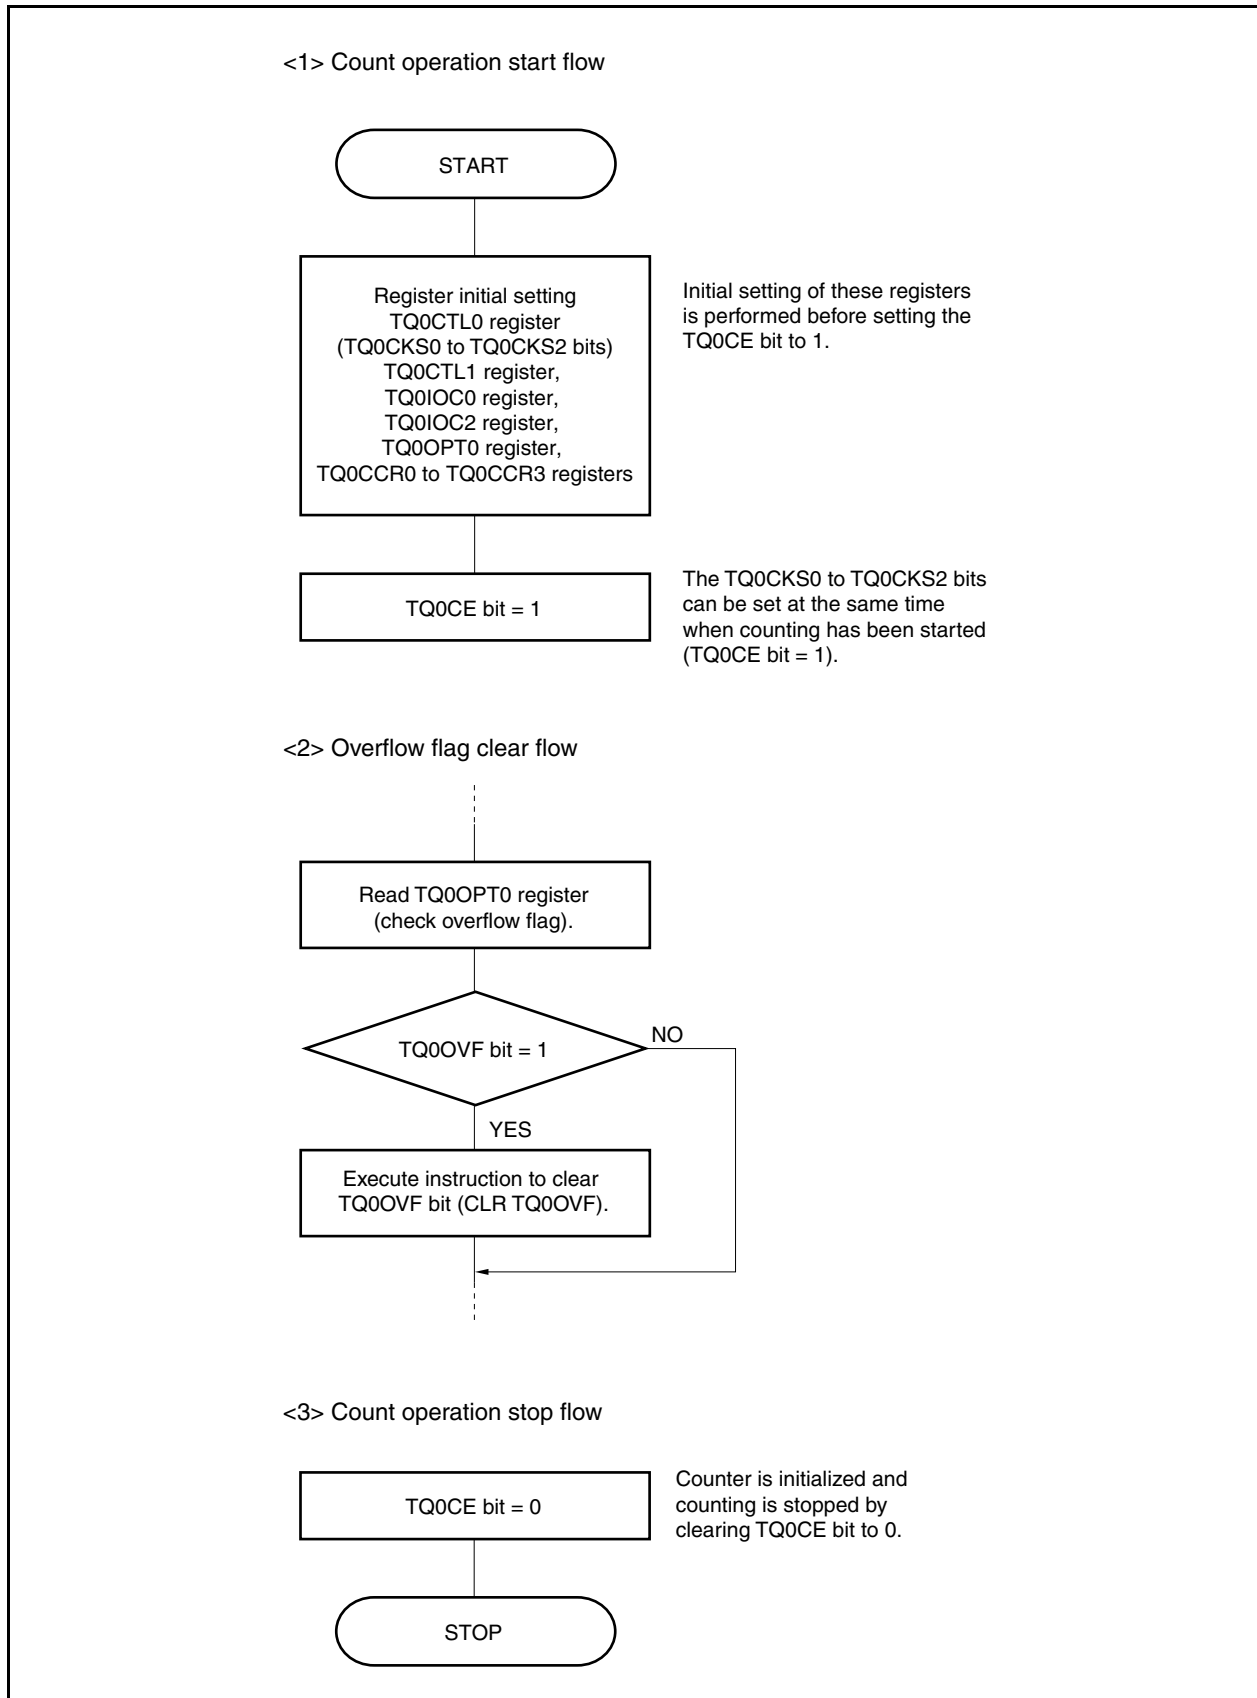 <1> Count operation start flow
START
Register initial setting
TQ0CTL0 register
(TQ0CKS0 to TQ0CKS2 bits)
TQ0CTL1 register,
TQ0IOC0 register,
TQ0IOC2 register,
TQ0OPT0 register,
TQ0CCR0 to TQ0CCR3 registers
Initial setting of these registers
is performed before setting the
TQ0CE bit to 1.
TQ0CE bit = 1
The TQ0CKS0 to TQ0CKS2 bits
can be set at the same time
when counting has been started
(TQ0CE bit = 1).
<2> Overflow flag clear flow
Read TQ0OPT0 register
(check overflow flag).
TQ0OVF bit = 1
NO
YES
Execute instruction to clear
TQ0OVF bit (CLR TQ0OVF).
<3> Count operation stop flow
TQ0CE bit = 0
Counter is initialized and
counting is stopped by
clearing TQ0CE bit to 0.
STOP